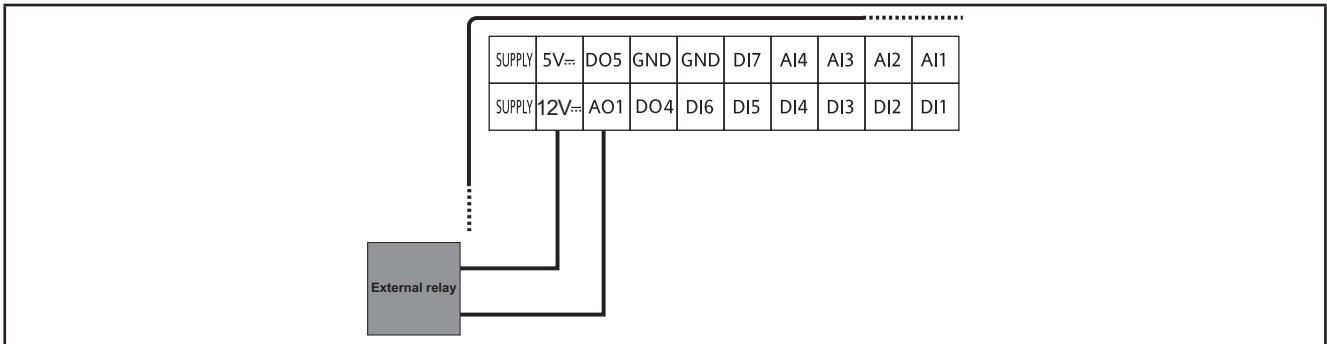 SUPPLY 5V⎓ DO5 GND GND DI7 AI4 AI3 AI2 AI1
SUPPLY 12V⎓ AO1 DO4 DI6 DI5 DI4 DI3 DI2 DI1
External relay